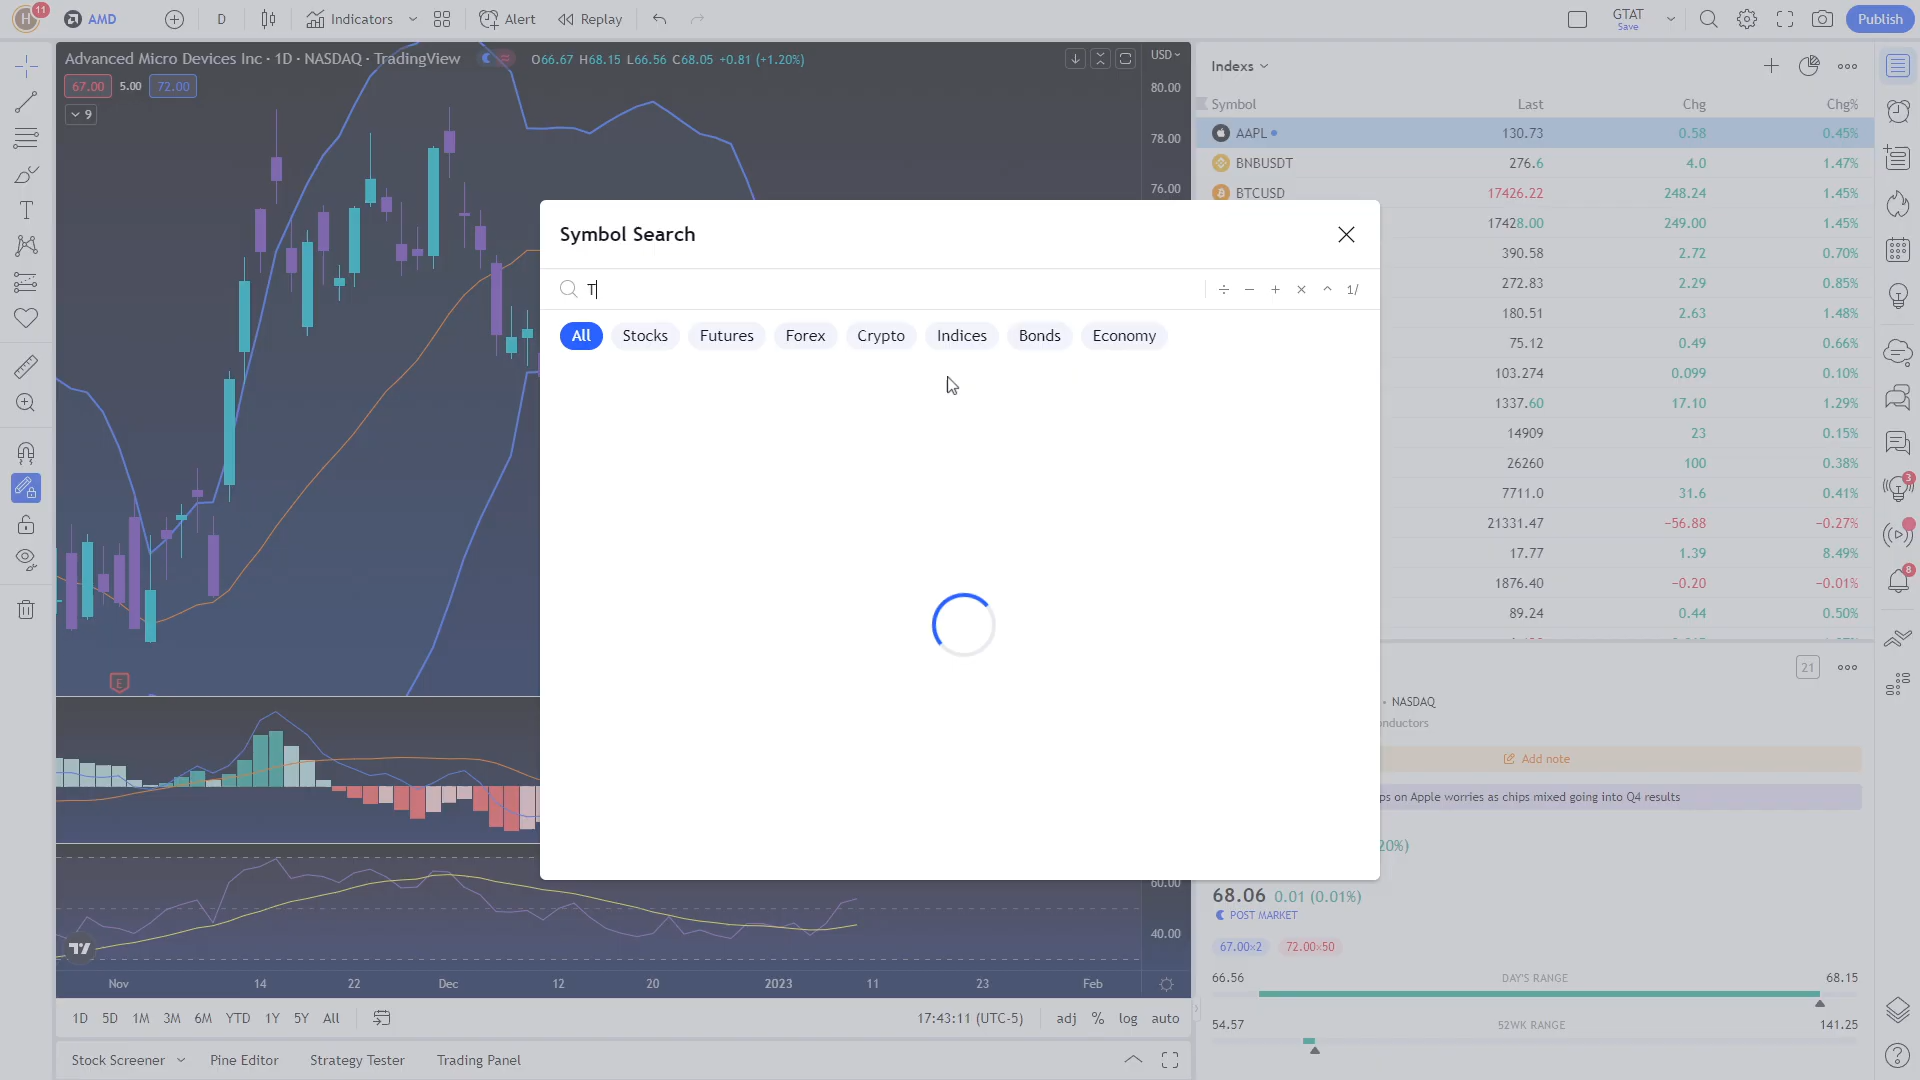 H 11 AMD D Indicators Alert Replay GTAT Save Publish
Advanced Micro Devices Inc · 1D · NASDAQ · TradingView O66.67 H68.15 L66.56 C68.05 +0.81 (+1.20%) USD
67.00 5.00 72.00
9
80.00
78.00
76.00
E
60.00
40.00
Nov 14 22 Dec 12 20 2023 11 23 Feb
1D 5D 1M 3M 6M YTD 1Y 5Y All 17:43:11 (UTC-5) adj % log auto
Stock Screener Pine Editor Strategy Tester Trading Panel
Symbol Search
T ÷ − + × ^ 1/
All Stocks Futures Forex Crypto Indices Bonds Economy
Indexs
Symbol Last Chg Chg%
AAPL 130.73 0.58 0.45%
BNBUSDT 276.6 4.0 1.47%
BTCUSD 17426.22 248.24 1.45%
17428.00 249.00 1.45%
390.58 2.72 0.70%
272.83 2.29 0.85%
180.51 2.63 1.48%
75.12 0.49 0.66%
103.274 0.099 0.10%
1337.60 17.10 1.29%
14909 23 0.15%
26260 100 0.38%
7711.0 31.6 0.41%
21331.47 −56.88 −0.27%
17.77 1.39 8.49%
1876.40 −0.20 −0.01%
89.24 0.44 0.50%
21
NASDAQ
onductors
Add note
ps on Apple worries as chips mixed going into Q4 results
20%)
68.06 0.01 (0.01%)
POST MARKET
67.00×2 72.00×50
66.56 DAY'S RANGE 68.15
54.57 52WK RANGE 141.25
3
8